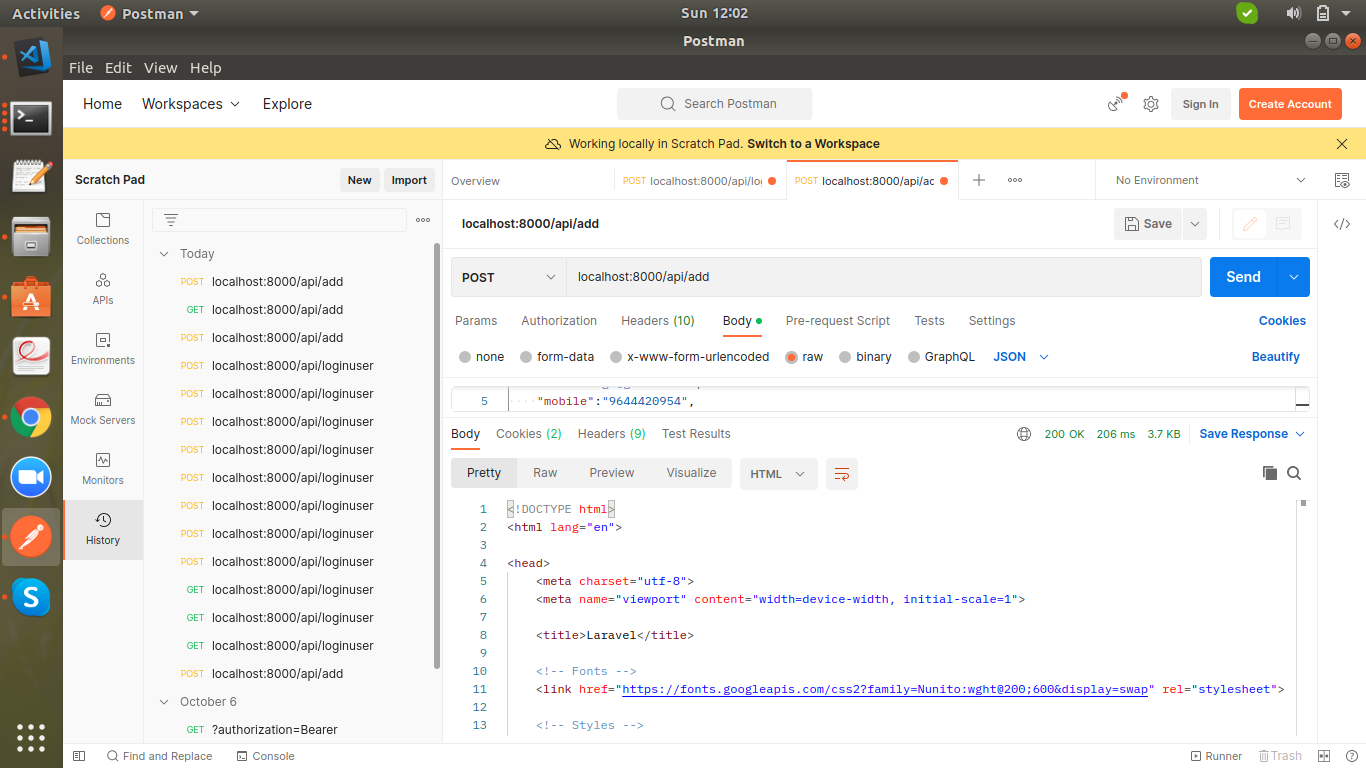 Activities Postman Sun 12:02
Postman
File Edit View Help
Home Workspaces Explore Search Postman Sign In Create Account
Working locally in Scratch Pad. Switch to a Workspace
Scratch Pad New Import
Overview POST localhost:8000/api/lo POST localhost:8000/api/ac No Environment
Collections
APIs
Environments
Mock Servers
Monitors
History
Today
POST localhost:8000/api/add
GET localhost:8000/api/add
POST localhost:8000/api/add
POST localhost:8000/api/loginuser
POST localhost:8000/api/loginuser
POST localhost:8000/api/loginuser
POST localhost:8000/api/loginuser
POST localhost:8000/api/loginuser
POST localhost:8000/api/loginuser
POST localhost:8000/api/loginuser
POST localhost:8000/api/loginuser
GET localhost:8000/api/loginuser
GET localhost:8000/api/loginuser
GET localhost:8000/api/loginuser
POST localhost:8000/api/add
October 6
GET ?authorization=Bearer
localhost:8000/api/add Save
POST localhost:8000/api/add Send
Params Authorization Headers (10) Body Pre-request Script Tests Settings Cookies
none form-data x-www-form-urlencoded raw binary GraphQL JSON Beautify
5 "mobile":"9644420954",
Body Cookies (2) Headers (9) Test Results 200 OK 206 ms 3.7 KB Save Response
Pretty Raw Preview Visualize HTML
1 <!DOCTYPE html>
2 <html lang="en">
3
4 <head>
5 <meta charset="utf-8">
6 <meta name="viewport" content="width=device-width, initial-scale=1">
7
8 <title>Laravel</title>
9
10 <!-- Fonts -->
11 <link href="https://fonts.googleapis.com/css2?family=Nunito:wght@200;600&display=swap" rel="stylesheet">
12
13 <!-- Styles -->
Find and Replace Console Runner Trash